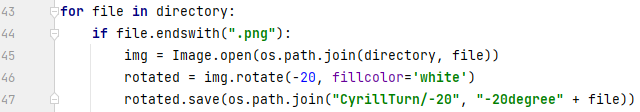 43 for file in directory:
44 if file.endswith(".png"):
45 img = Image.open(os.path.join(directory, file))
46 rotated = img.rotate(-20, fillcolor='white')
47 rotated.save(os.path.join("CyrillTurn/-20", "-20degree" + file))